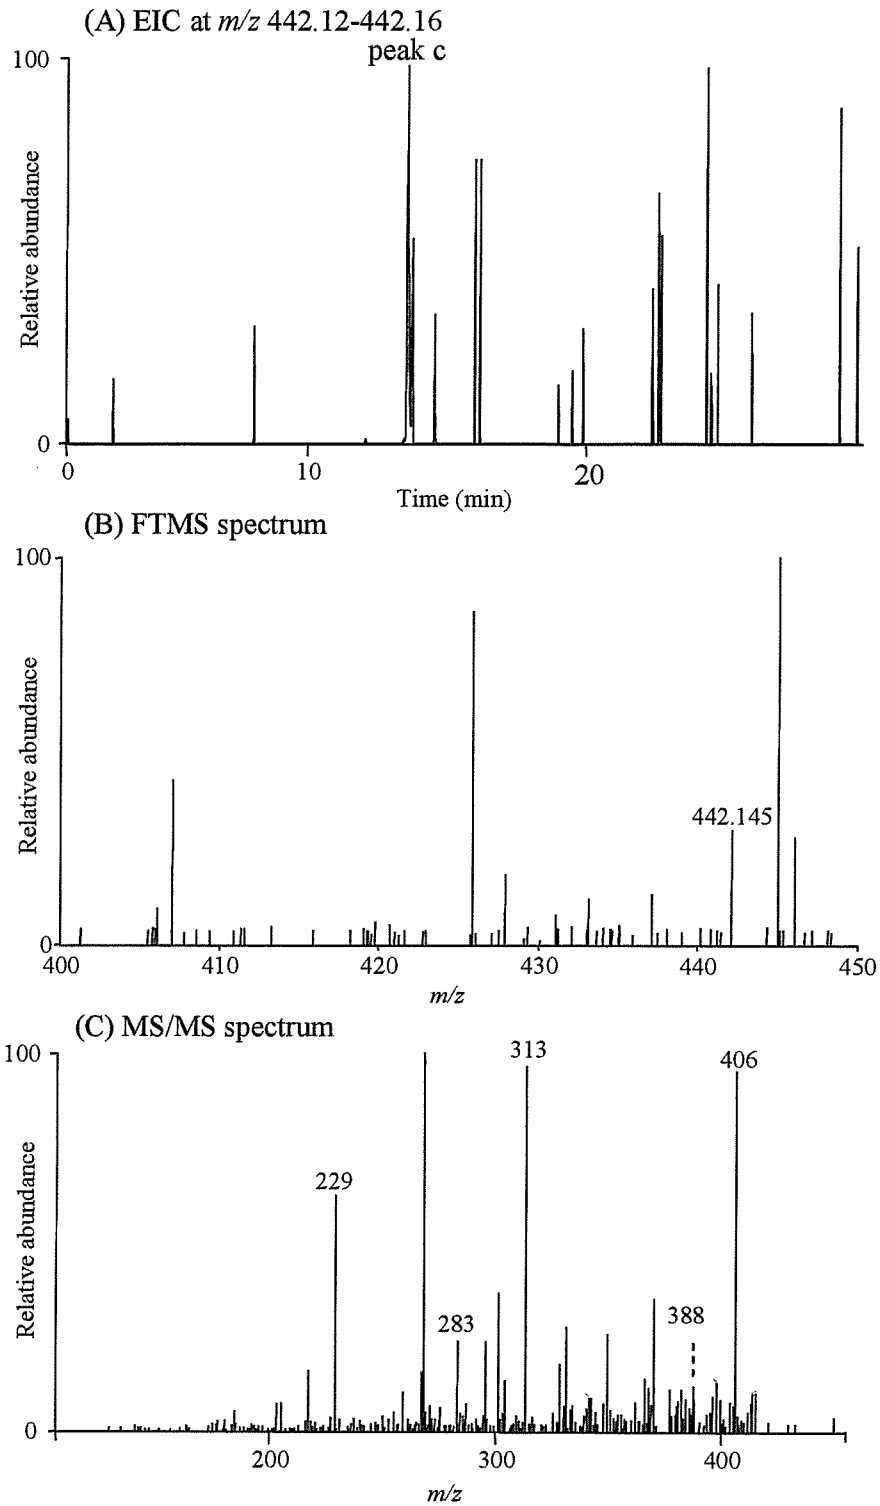 (A) EIC at m/z 442.12-442.16
peak c
100
Relative abundance
0
0 10 20
Time (min)
(B) FTMS spectrum
100
Relative abundance
442.145
0
400 410 420 430 440 450
m/z
(C) MS/MS spectrum
100
313
406
229
Relative abundance
283
388
0
200 300 400
m/z